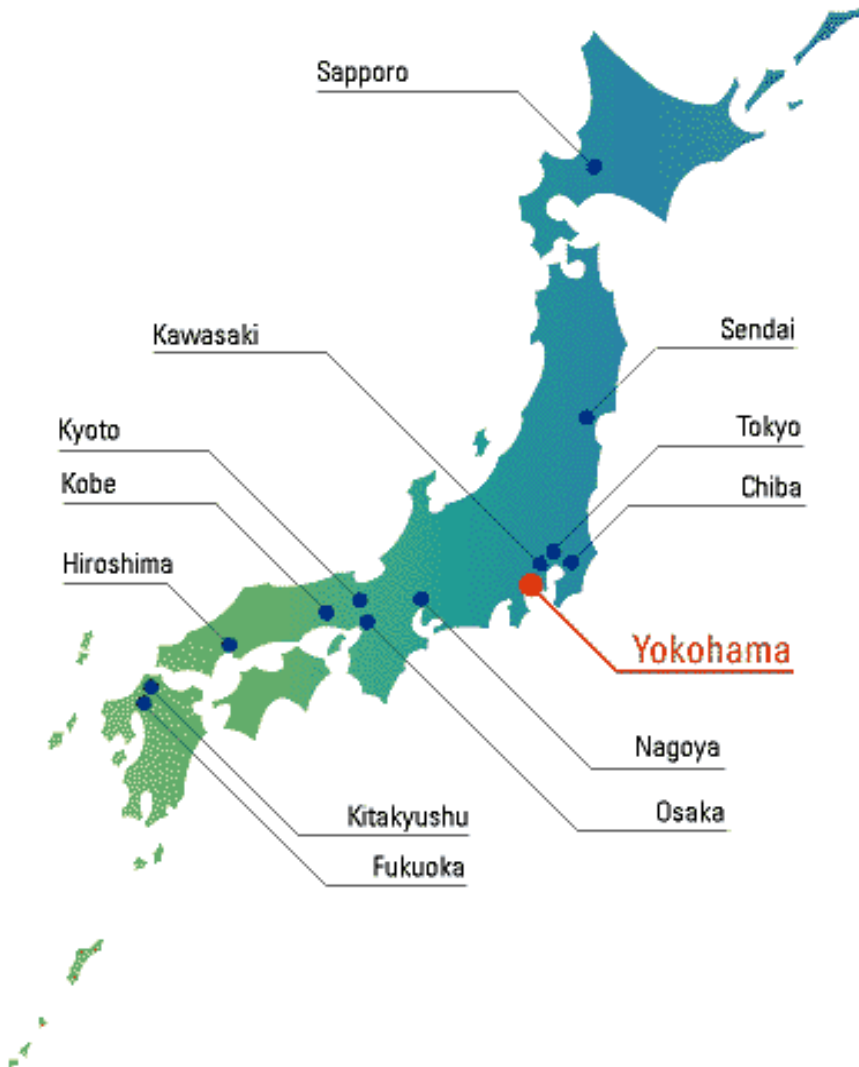 Sapporo
Sendai
Kawasaki
Kyoto
Tokyo
Kobe
Chiba
Hiroshima
Yokohama
Nagoya
Kitakyushu
Osaka
Fukuoka